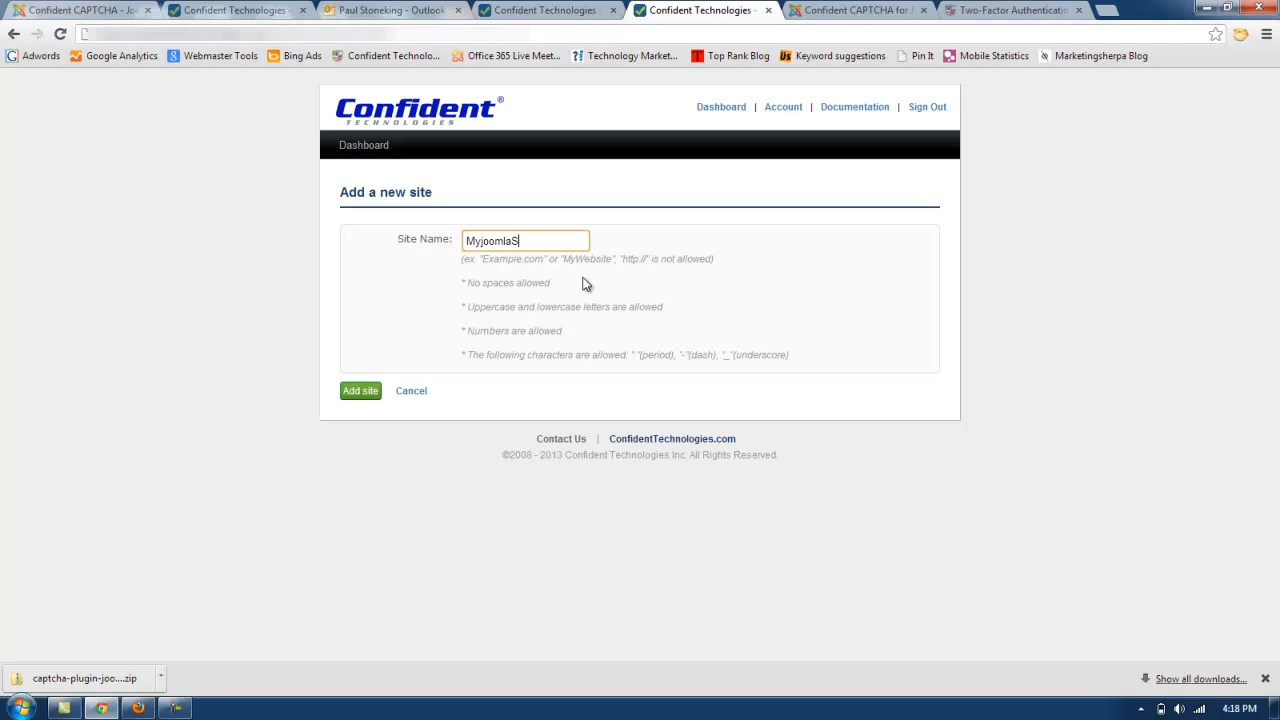 Confident CAPTCHA - Jo
Confident Technologies -
Paul Stoneking - Outlook
Confident Technologies -
Confident Technologies -
Confident CAPTCHA for J
Two-Factor Authenticatio
Adwords
Google Analytics
Webmaster Tools
Bing Ads
Confident Technolo...
Office 365 Live Meet...
Technology Market...
Top Rank Blog
Keyword suggestions
Pin It
Mobile Statistics
Marketingsherpa Blog
Confident®
TECHNOLOGIES
Dashboard | Account | Documentation | Sign Out
Dashboard
Add a new site
Site Name: MyjoomlaS
(ex. "Example.com" or "MyWebsite", "http://" is not allowed)
* No spaces allowed
* Uppercase and lowercase letters are allowed
* Numbers are allowed
* The following characters are allowed: "."(period), "-"(dash), "_"(underscore)
Add site Cancel
Contact Us | ConfidentTechnologies.com
©2008 - 2013 Confident Technologies Inc. All Rights Reserved.
captcha-plugin-joo....zip
Show all downloads...
4:18 PM